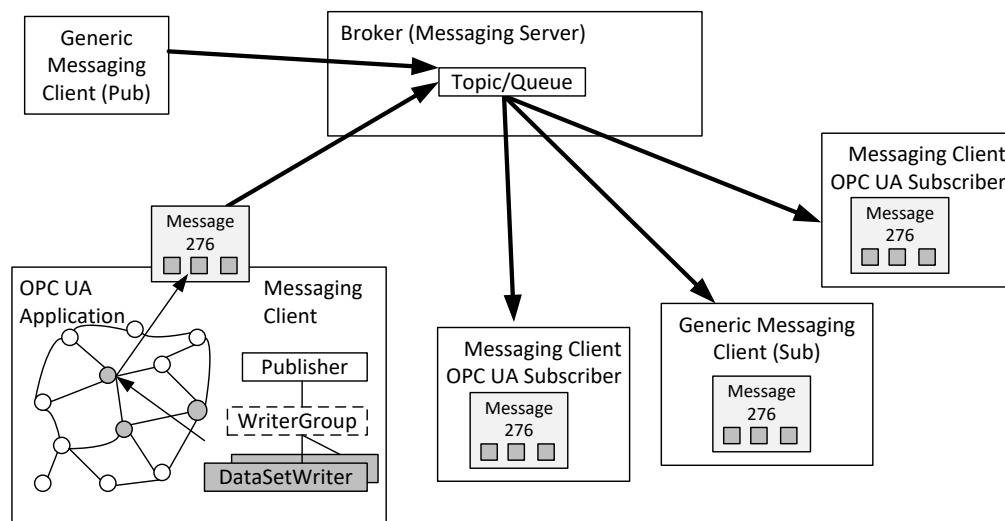 Generic
Messaging
Client (Pub)
Broker (Messaging Server)
Topic/Queue
Messaging Client
OPC UA Subscriber
Message
276
Message
276
OPC UA
Application
Messaging
Client
Publisher
WriterGroup
DataSetWriter
Messaging Client
OPC UA Subscriber
Message
276
Generic Messaging
Client (Sub)
Message
276